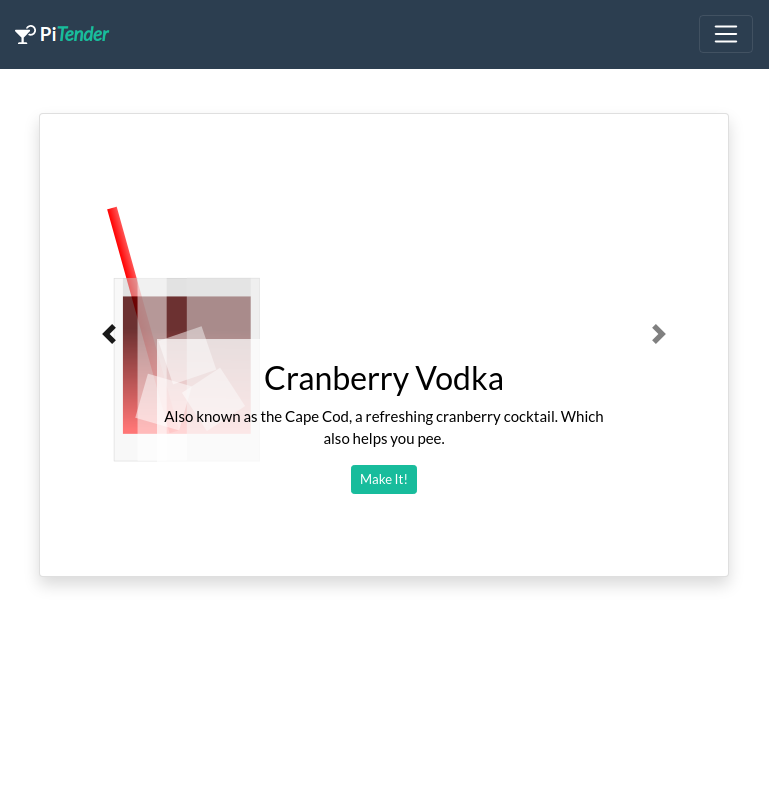 PiTender
Cranberry Vodka
Also known as the Cape Cod, a refreshing cranberry cocktail. Which
also helps you pee.
Make It!